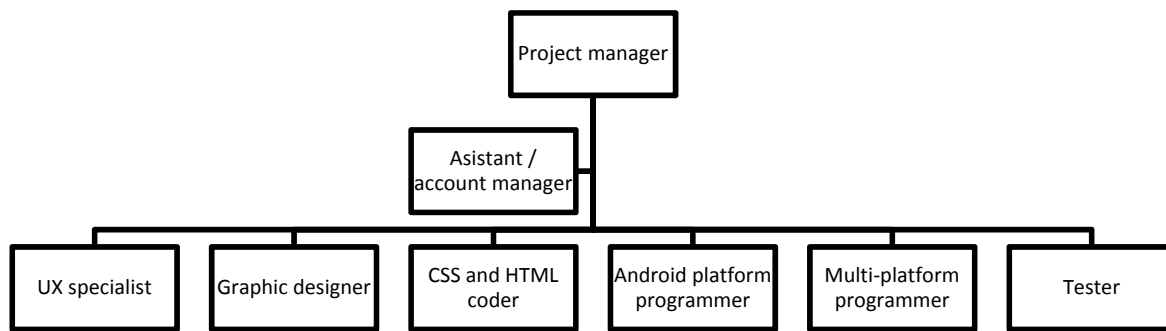 Project manager
Asistant /
account manager
UX specialist
Graphic designer
CSS and HTML
coder
Android platform
programmer
Multi-platform
programmer
Tester